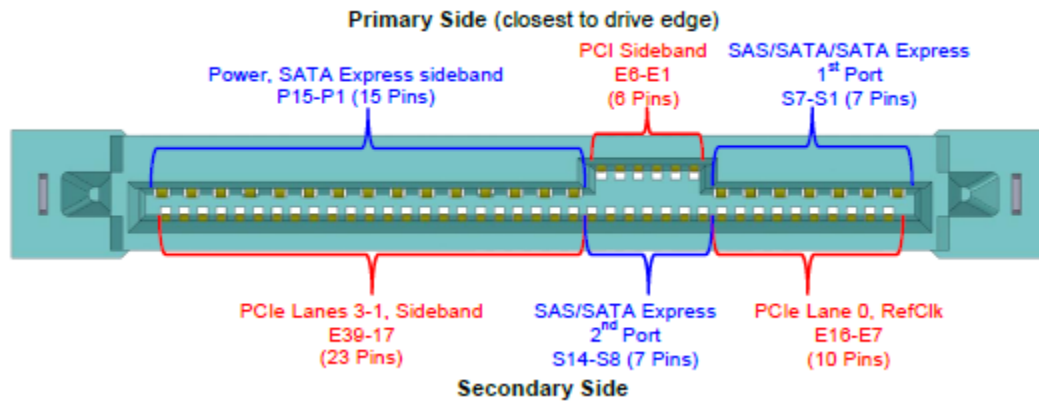 Primary Side (closest to drive edge)
Power, SATA Express sideband
P15-P1 (15 Pins)
PCI Sideband
E6-E1
(6 Pins)
SAS/SATA/SATA Express
1st Port
S7-S1 (7 Pins)
PCIe Lanes 3-1, Sideband
E39-17
(23 Pins)
SAS/SATA Express
2nd Port
S14-S8 (7 Pins)
PCIe Lane 0, RefClk
E16-E7
(10 Pins)
Secondary Side